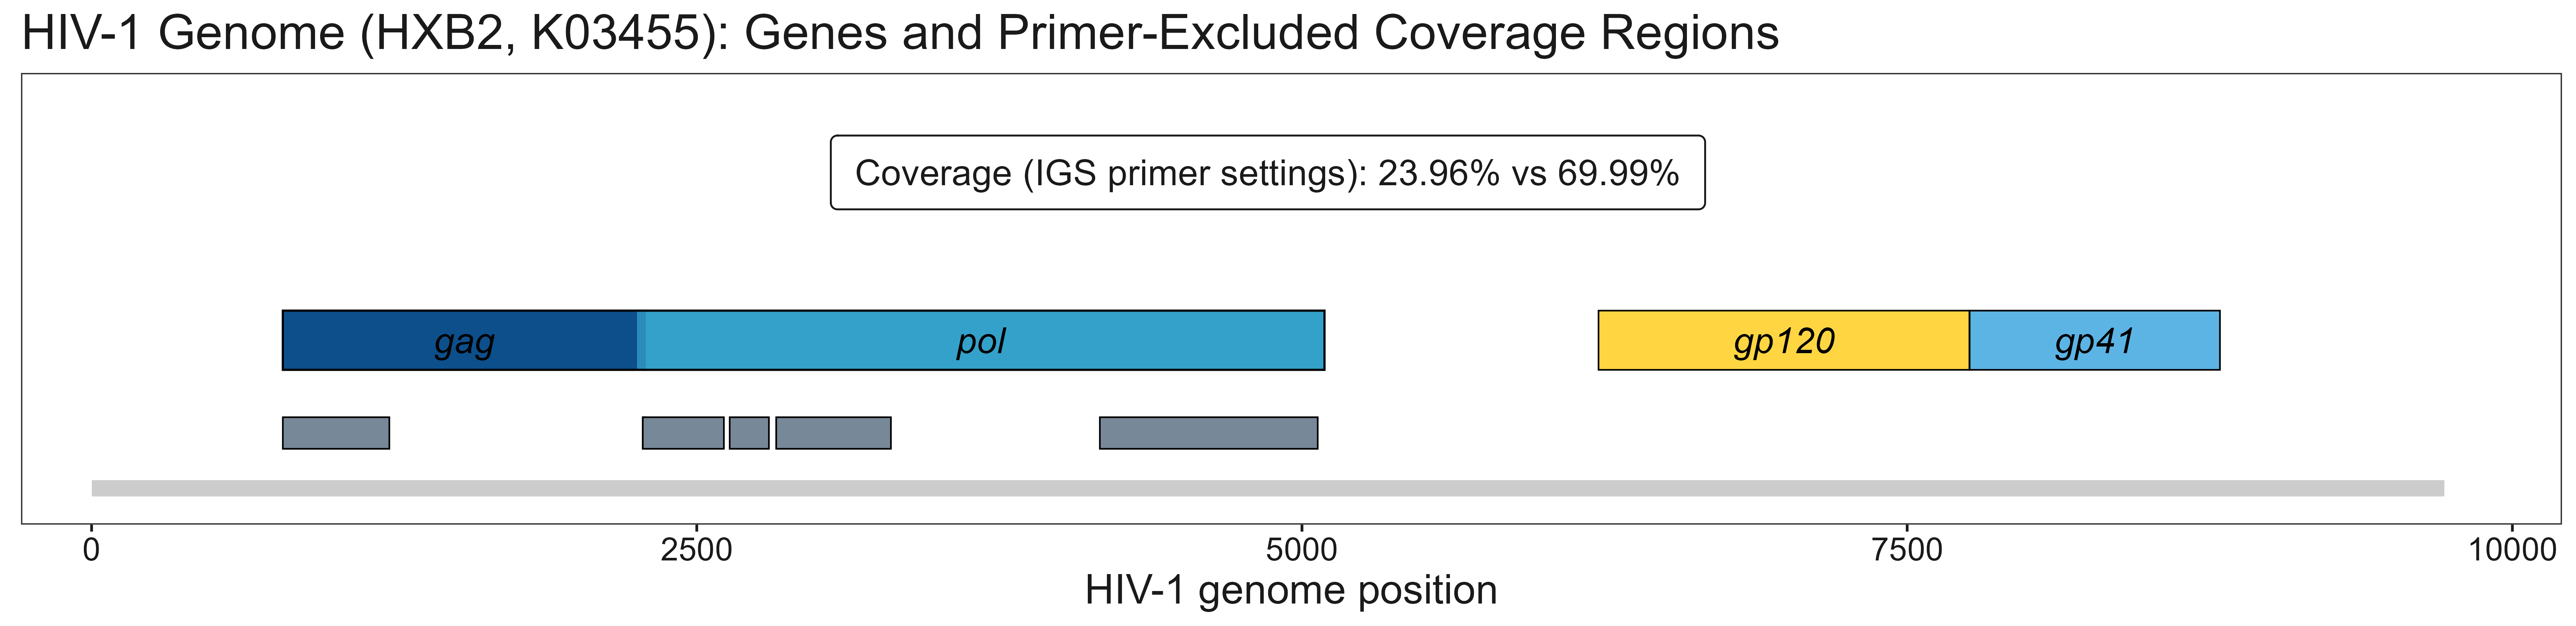 HIV-1 Genome (HXB2, K03455): Genes and Primer-Excluded Coverage Regions
Coverage (IGS primer settings): 23.96% vs 69.99%
gag pol gp120 gp41
0 2500 5000 7500 10000
HIV-1 genome position